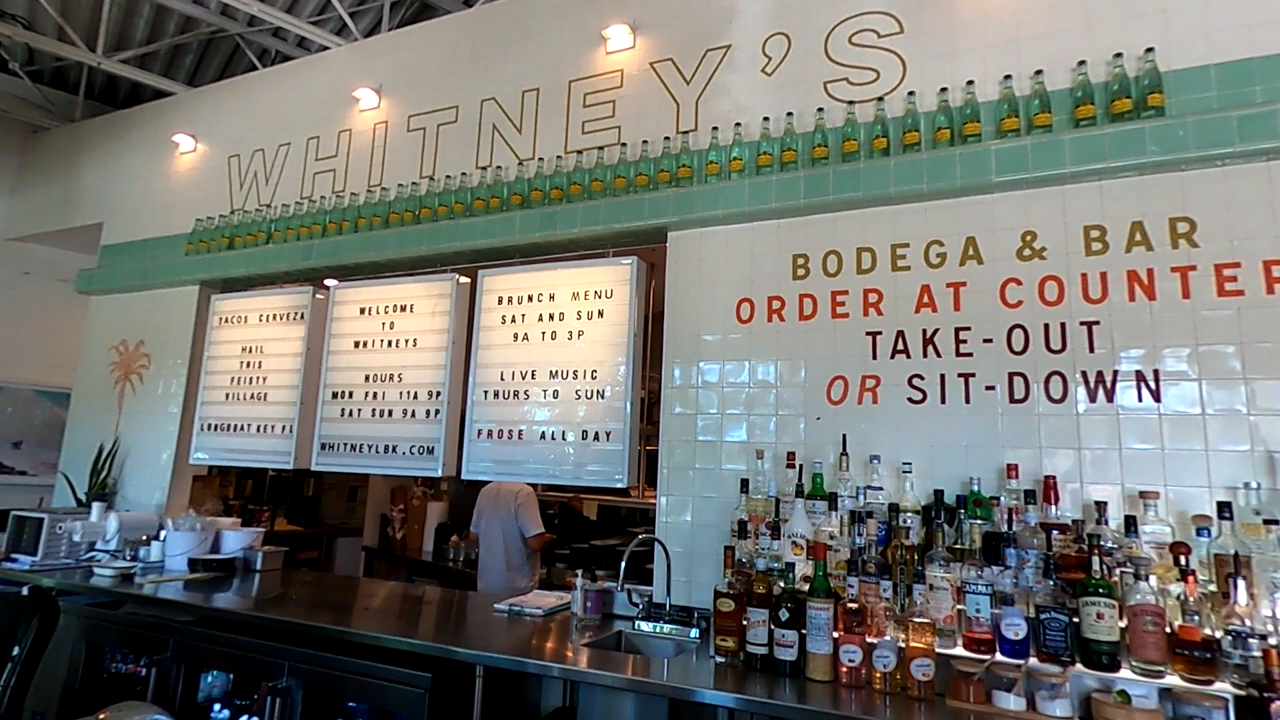 WHITNEY'S
TACOS CERVEZA
HAIL
THIS
FEISTY
VILLAGE
LONGBOAT KEY FL
WELCOME
TO
WHITNEYS
HOURS
MON FRI 11A 9P
SAT SUN 9A 9P
WHITNEYLBK.COM
BRUNCH MENU
SAT AND SUN
9A TO 3P
LIVE MUSIC
THURS TO SUN
FROSE ALL DAY
BODEGA & BAR
ORDER AT COUNTER
TAKE-OUT
OR SIT-DOWN
CAMPARI
JAMESON